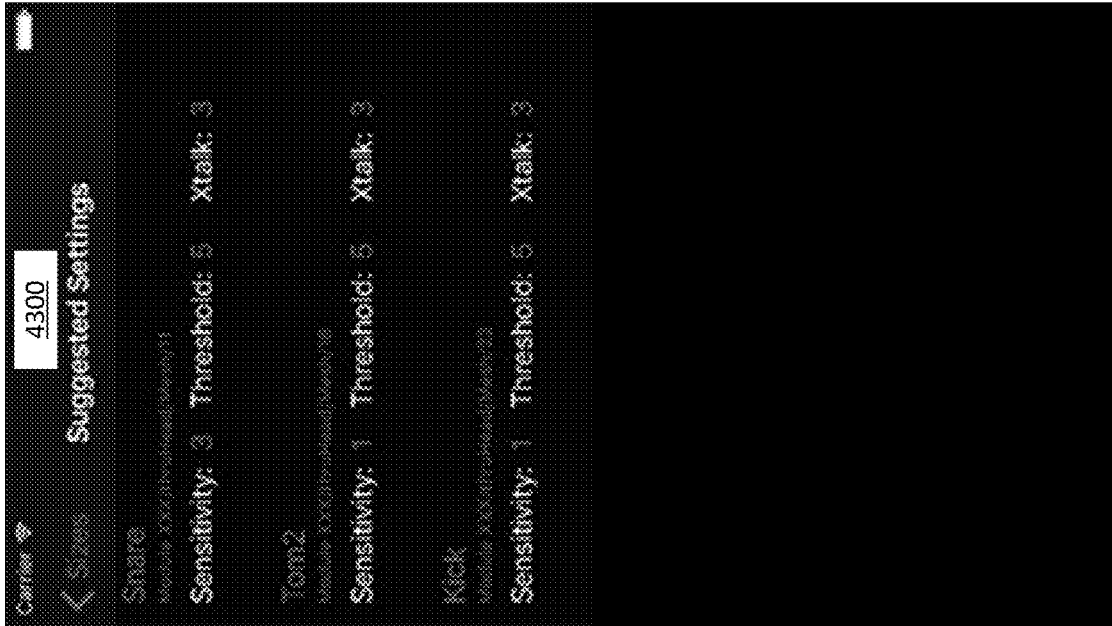 Carrier
4300
< Sizes
Suggested Settings
Snare
Sensitivity: 3 Threshold: 5 Xtalk: 3
Tom2
Sensitivity: 1 Threshold: 5 Xtalk: 3
Kick
Sensitivity: 1 Threshold: 5 Xtalk: 3